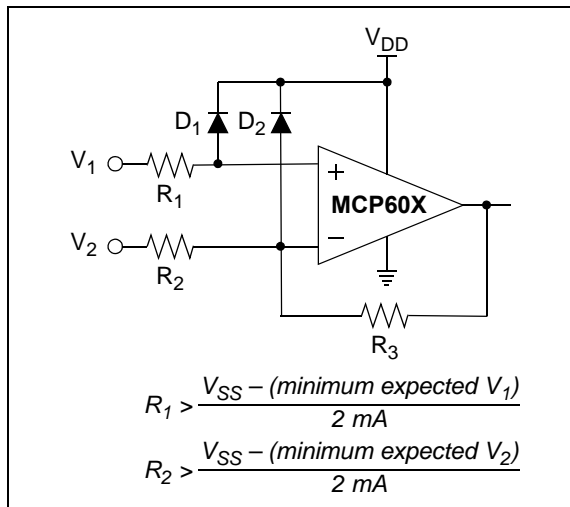 V_DD
D_1 D_2
V_1
R_1
+
MCP60X
–
V_2
R_2
R_3
R_1 > V_SS – (minimum expected V_1) / 2 mA
R_2 > V_SS – (minimum expected V_2) / 2 mA